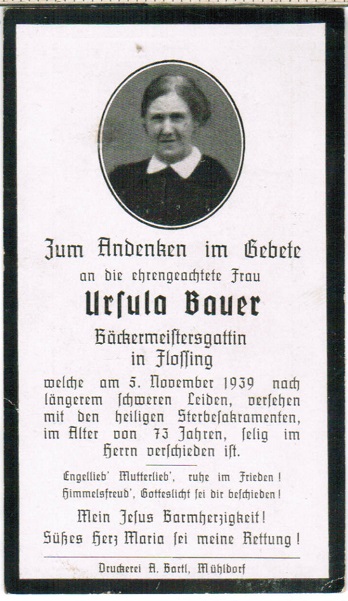 Zum Andenken im Gebete
an die ehrengeachtete Frau
Ursula Bauer
Bäckermeistersgattin
in Flossing
welche am 5. November 1939 nach
längerem schweren Leiden, versehen
mit den heiligen Sterbesakramenten,
im Alter von 73 Jahren, selig im
Herrn verschieden ist.
Engellieb' Mutterlieb', ruhe im Frieden!
Himmelsfreud', Gotteslicht sei dir beschieden!
Mein Jesus Barmherzigkeit!
Süßes Herz Maria sei meine Rettung!
Druckerei A. Bartl, Mühldorf